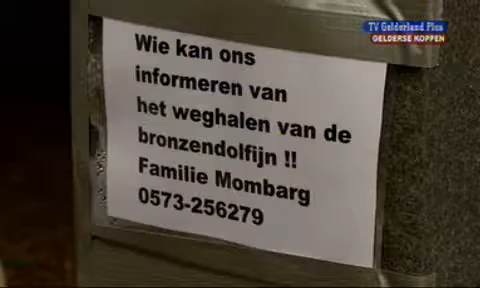 TV Gelderland Plus
GELDERSE KOPPEN
Wie kan ons
informeren van
het weghalen van de
bronzendolfijn !!
Familie Mombarg
0573-256279